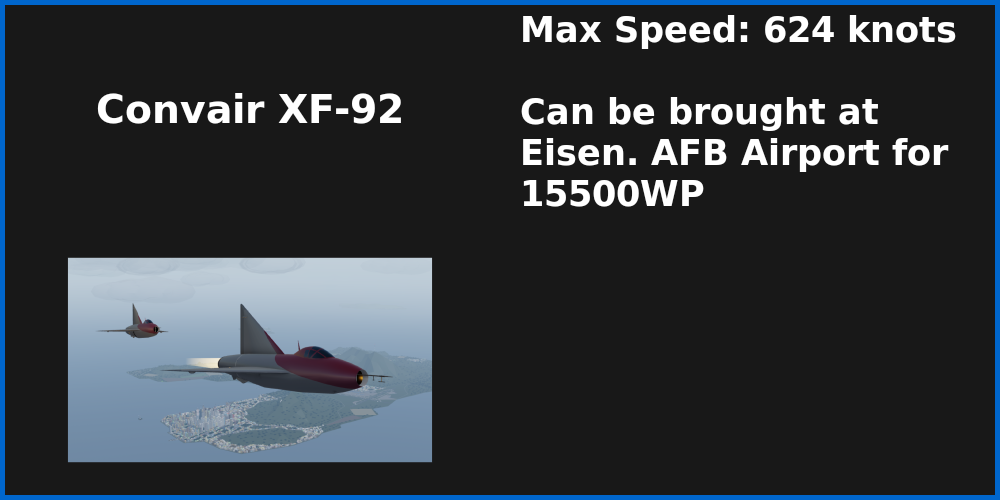 Convair XF-92
Max Speed: 624 knots
Can be brought at
Eisen. AFB Airport for
15500WP